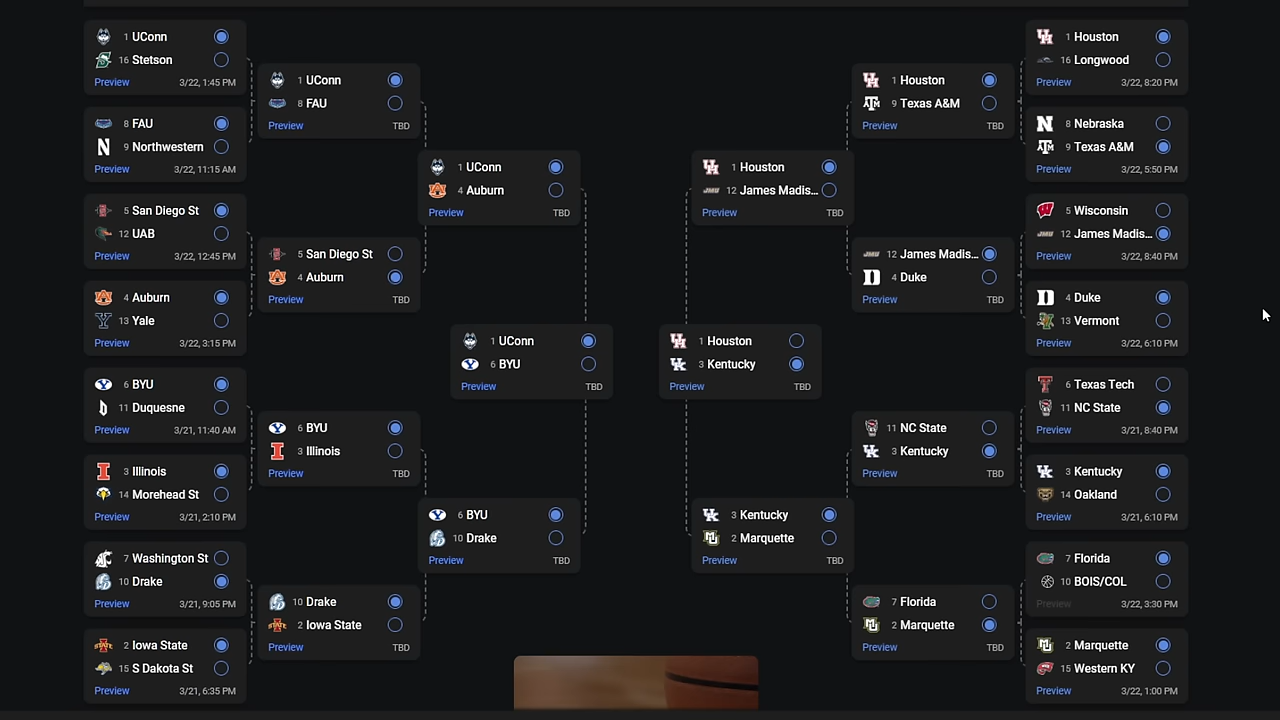 1 UConn
16 Stetson
Preview 3/22, 1:45 PM
8 FAU
9 Northwestern
Preview 3/22, 11:15 AM
5 San Diego St
12 UAB
Preview 3/22, 12:45 PM
4 Auburn
13 Yale
Preview 3/22, 3:15 PM
6 BYU
11 Duquesne
Preview 3/21, 11:40 AM
3 Illinois
14 Morehead St
Preview 3/21, 2:10 PM
7 Washington St
10 Drake
Preview 3/21, 9:05 PM
2 Iowa State
15 S Dakota St
Preview 3/21, 6:35 PM
1 UConn
8 FAU
Preview TBD
5 San Diego St
4 Auburn
Preview TBD
6 BYU
3 Illinois
Preview TBD
10 Drake
2 Iowa State
Preview TBD
1 UConn
4 Auburn
Preview TBD
6 BYU
10 Drake
Preview TBD
1 UConn
6 BYU
Preview TBD
1 Houston
3 Kentucky
Preview TBD
1 Houston
12 James Madis...
Preview TBD
3 Kentucky
2 Marquette
Preview TBD
1 Houston
9 Texas A&M
Preview TBD
12 James Madis...
4 Duke
Preview TBD
11 NC State
3 Kentucky
Preview TBD
7 Florida
2 Marquette
Preview TBD
1 Houston
16 Longwood
Preview 3/22, 8:20 PM
8 Nebraska
9 Texas A&M
Preview 3/22, 5:50 PM
5 Wisconsin
12 James Madis...
Preview 3/22, 8:40 PM
4 Duke
13 Vermont
Preview 3/22, 6:10 PM
6 Texas Tech
11 NC State
Preview 3/21, 8:40 PM
3 Kentucky
14 Oakland
Preview 3/21, 6:10 PM
7 Florida
10 BOIS/COL
Preview 3/22, 3:30 PM
2 Marquette
15 Western KY
Preview 3/22, 1:00 PM